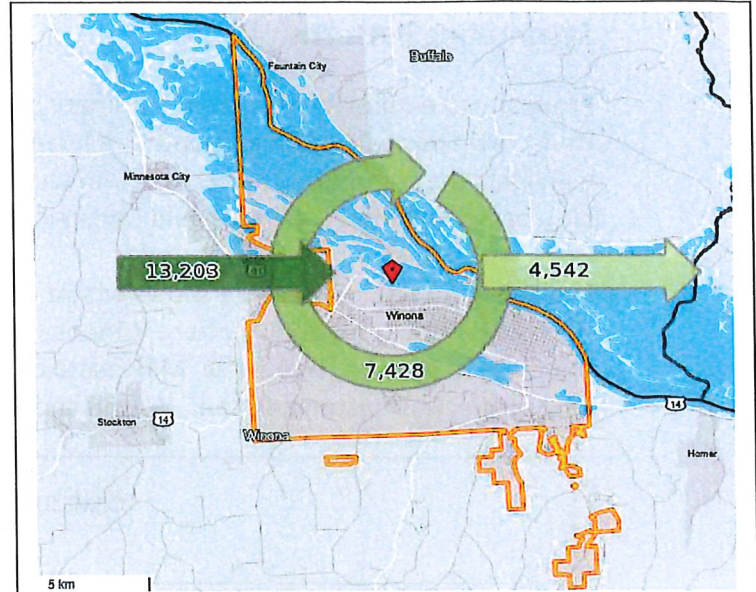 Fountain City
Buffalo
Minnesota City
13,203
4,542
Winona
7,428
Stockton
14
Winona
14
Homer
5 km